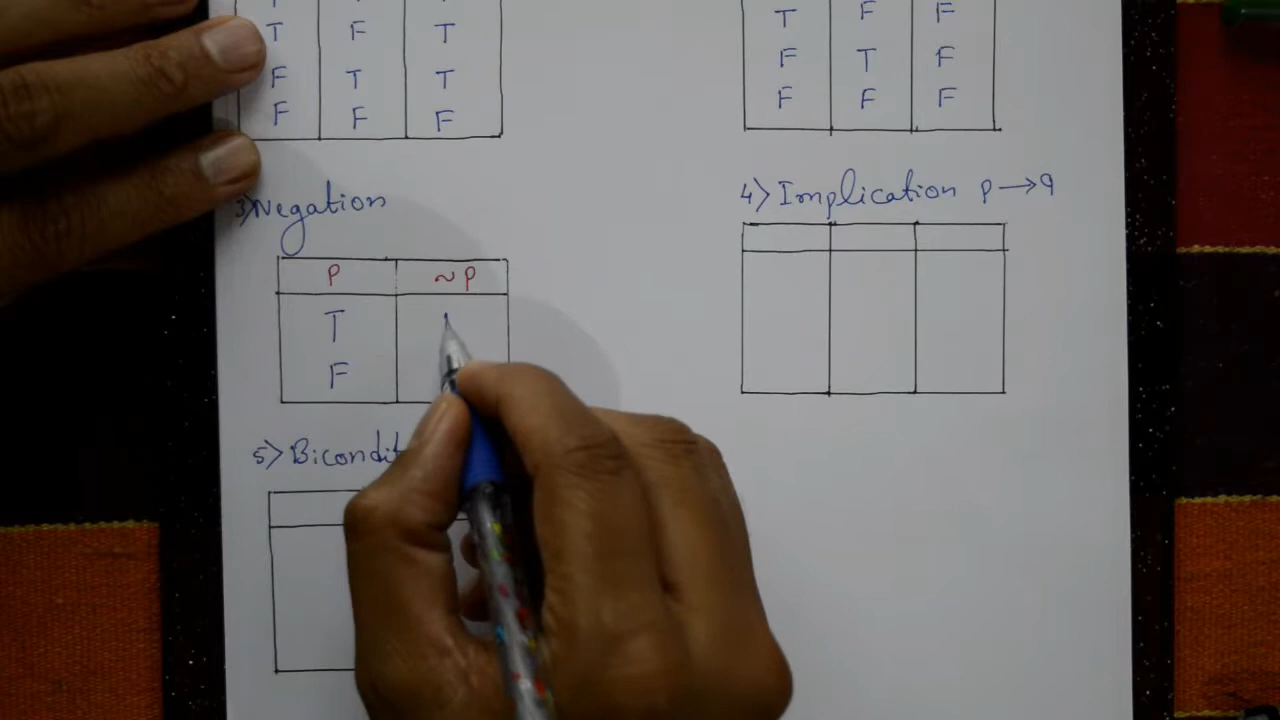 T F T
F T T
F F F
T F F
F T F
F F F
3> Negation
P ~P
T
F
4> Implication p→q
5> Bicondit